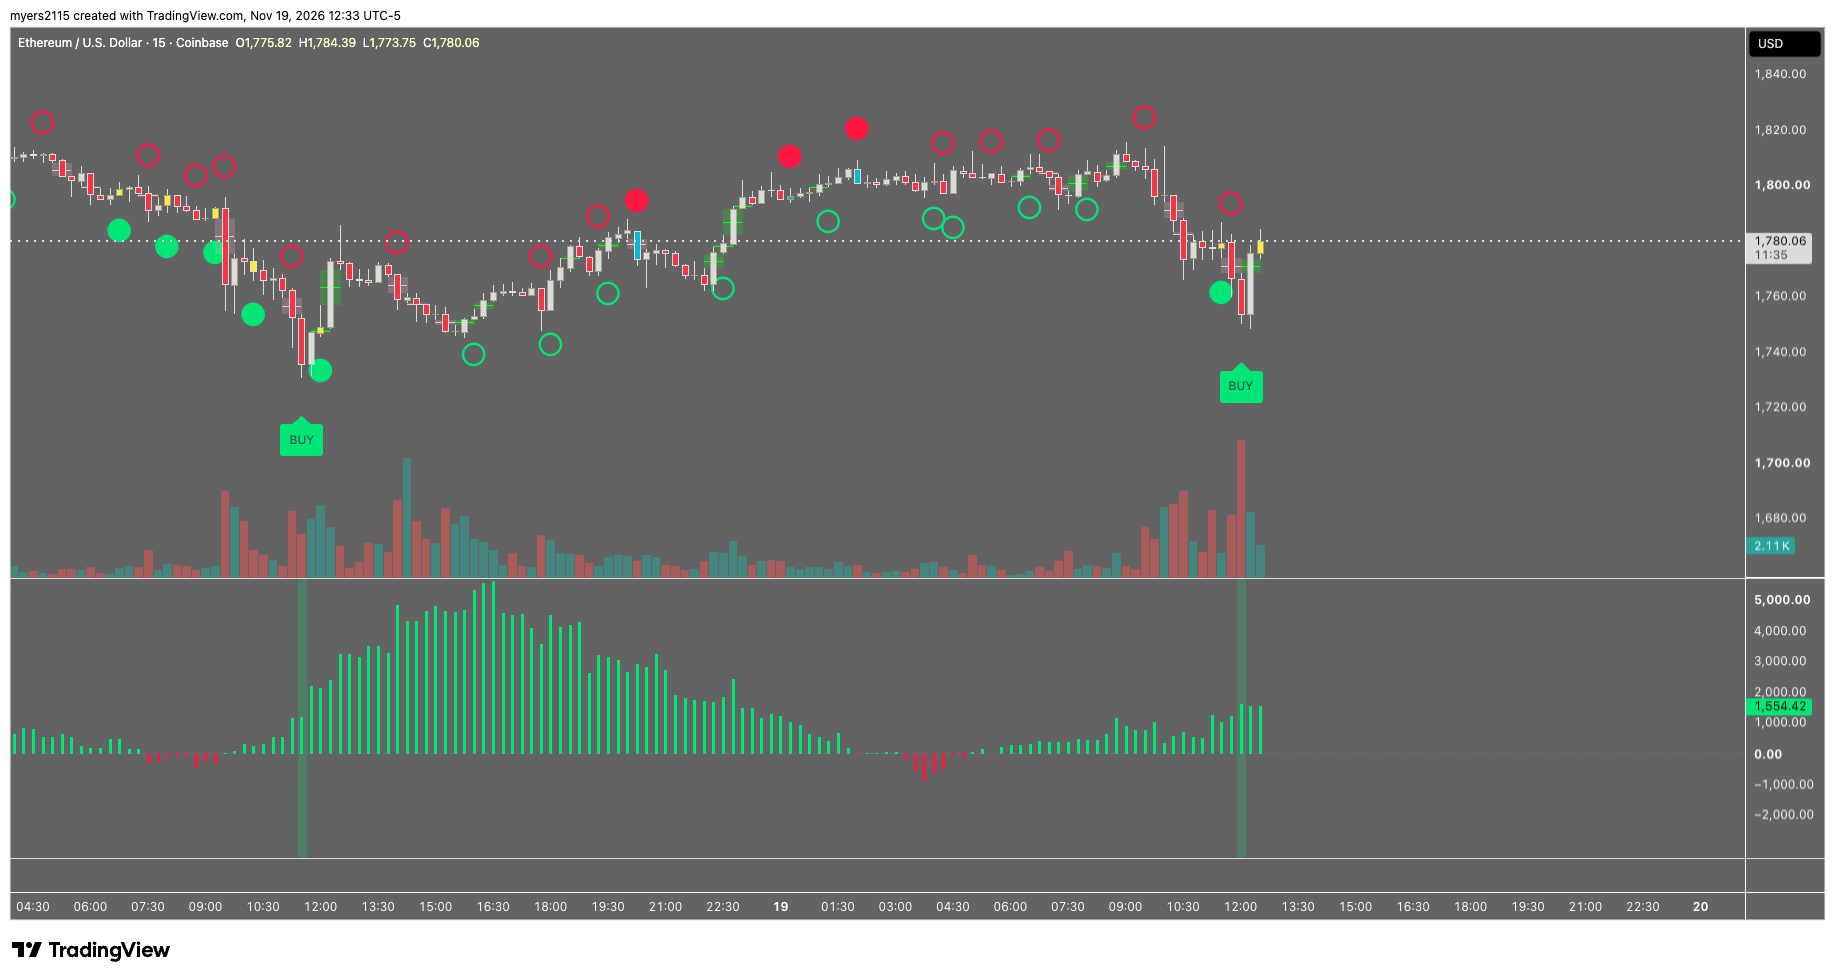 myers2115 created with TradingView.com, Nov 19, 2026 12:33 UTC-5
Ethereum / U.S. Dollar · 15 · Coinbase O1,775.82 H1,784.39 L1,773.75 C1,780.06
USD
1,840.00
1,820.00
1,800.00
1,780.06
11:35
1,760.00
1,740.00
1,720.00
1,700.00
1,680.00
2.11K
BUY
BUY
5,000.00
4,000.00
3,000.00
2,000.00
1,554.42
1,000.00
0.00
−1,000.00
−2,000.00
04:30 06:00 07:30 09:00 10:30 12:00 13:30 15:00 16:30 18:00 19:30 21:00 22:30 19 01:30 03:00 04:30 06:00 07:30 09:00 10:30 12:00 13:30 15:00 16:30 18:00 19:30 21:00 22:30 20
TradingView